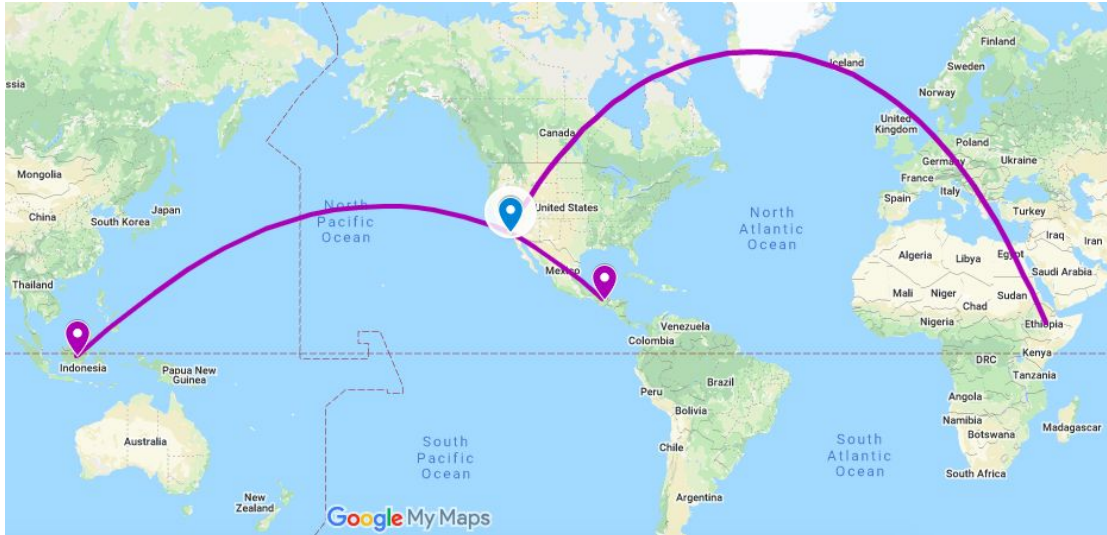 Finland
Iceland
Sweden
ssia
Norway
Canada
United
Kingdom
Poland
Germany
Ukraine
Mongolia
France
Italy
Spain
Turkey
Japan
China
South Korea
North
Pacific
Ocean
United States
North
Atlantic
Ocean
Iraq
Iran
Algeria
Libya
Egypt
Saudi Arabia
Mexico
Thailand
Mali
Niger
Chad
Sudan
Nigeria
Ethiopia
Venezuela
Colombia
Indonesia
Papua New
Guinea
DRC
Kenya
Tanzania
Peru
Brazil
Angola
Bolivia
Namibia
Madagascar
Botswana
Australia
Chile
South
Pacific
Ocean
South
Atlantic
Ocean
South Africa
New
Zealand
Argentina
Google My Maps